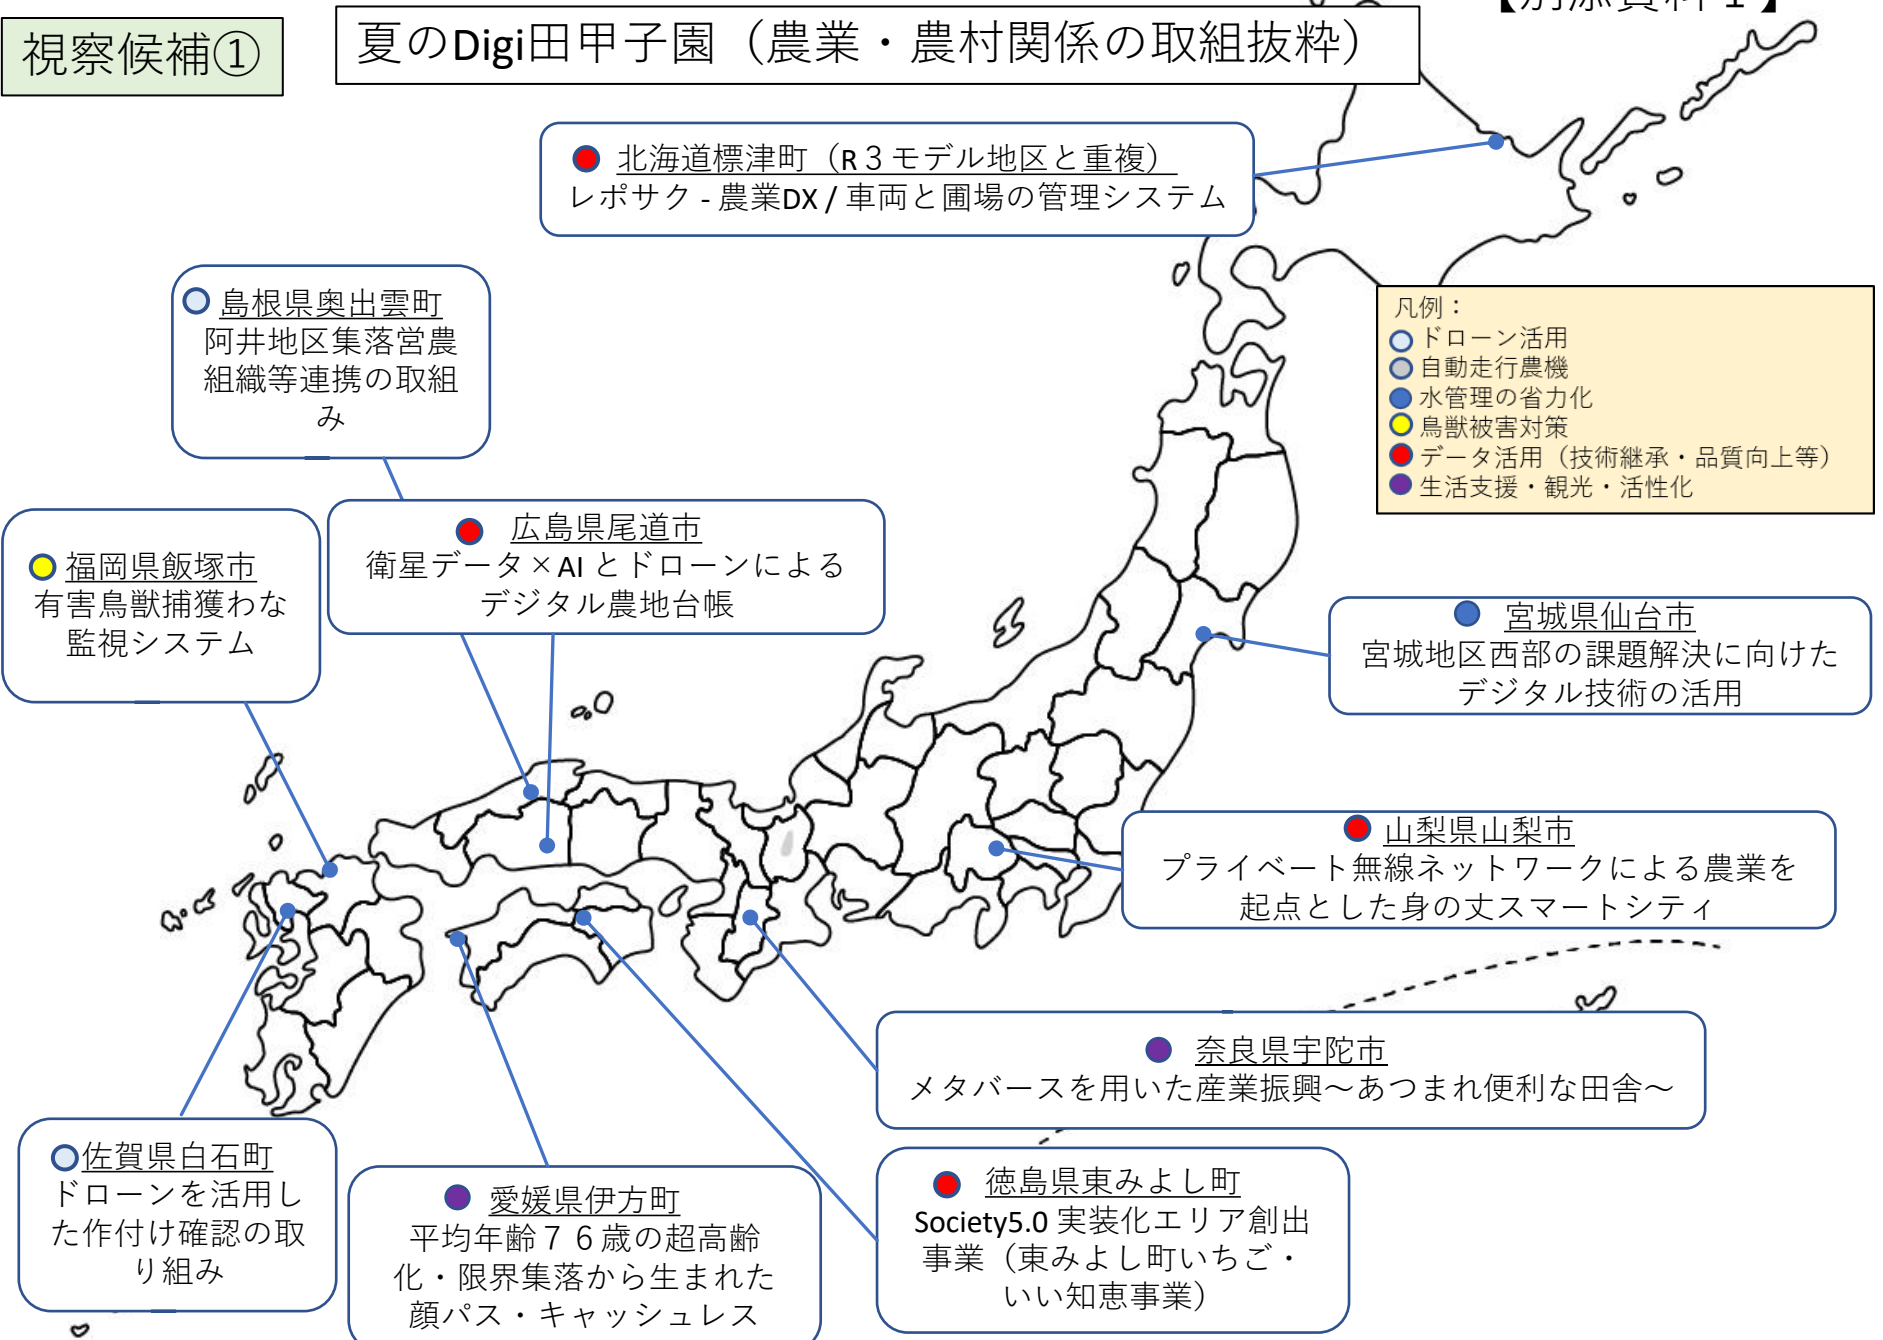 【別添資料１】
視察候補①
夏のDigi田甲子園（農業・農村関係の取組抜粋）
北海道標津町（R３モデル地区と重複）
レポサク - 農業DX / 車両と圃場の管理システム
島根県奥出雲町
阿井地区集落営農
組織等連携の取組
み
凡例：
ドローン活用
自動走行農機
水管理の省力化
鳥獣被害対策
データ活用（技術継承・品質向上等）
生活支援・観光・活性化
広島県尾道市
衛星データ×AI とドローンによる
デジタル農地台帳
福岡県飯塚市
有害鳥獣捕獲わな
監視システム
宮城県仙台市
宮城地区西部の課題解決に向けた
デジタル技術の活用
山梨県山梨市
プライベート無線ネットワークによる農業を
起点とした身の丈スマートシティ
奈良県宇陀市
メタバースを用いた産業振興～あつまれ便利な田舎～
佐賀県白石町
ドローンを活用し
た作付け確認の取
り組み
愛媛県伊方町
平均年齢７６歳の超高齢
化・限界集落から生まれた
顔パス・キャッシュレス
徳島県東みよし町
Society5.0 実装化エリア創出
事業（東みよし町いちご・
いい知恵事業）